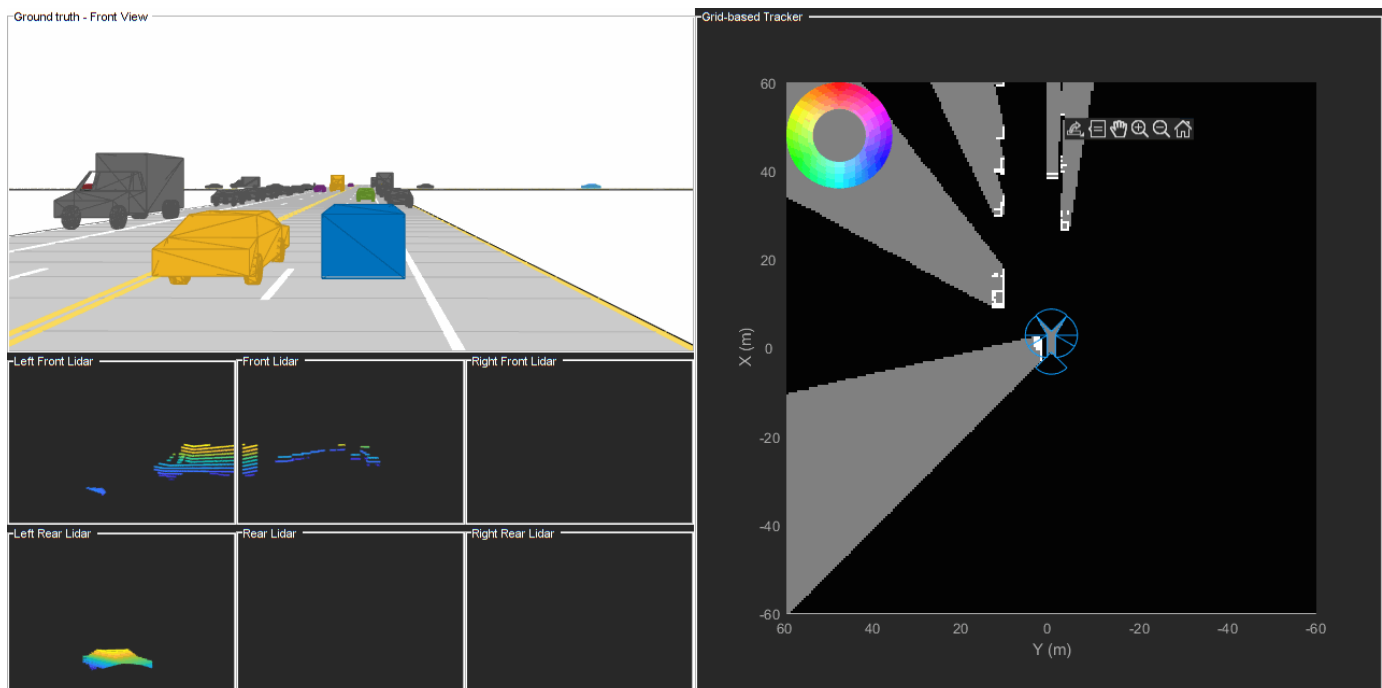 Ground truth - Front View
Left Front Lidar
Front Lidar
Right Front Lidar
Left Rear Lidar
Rear Lidar
Right Rear Lidar
Grid-based Tracker
X (m)
60
40
20
0
-20
-40
-60
60
40
20
0
-20
-40
-60
Y (m)